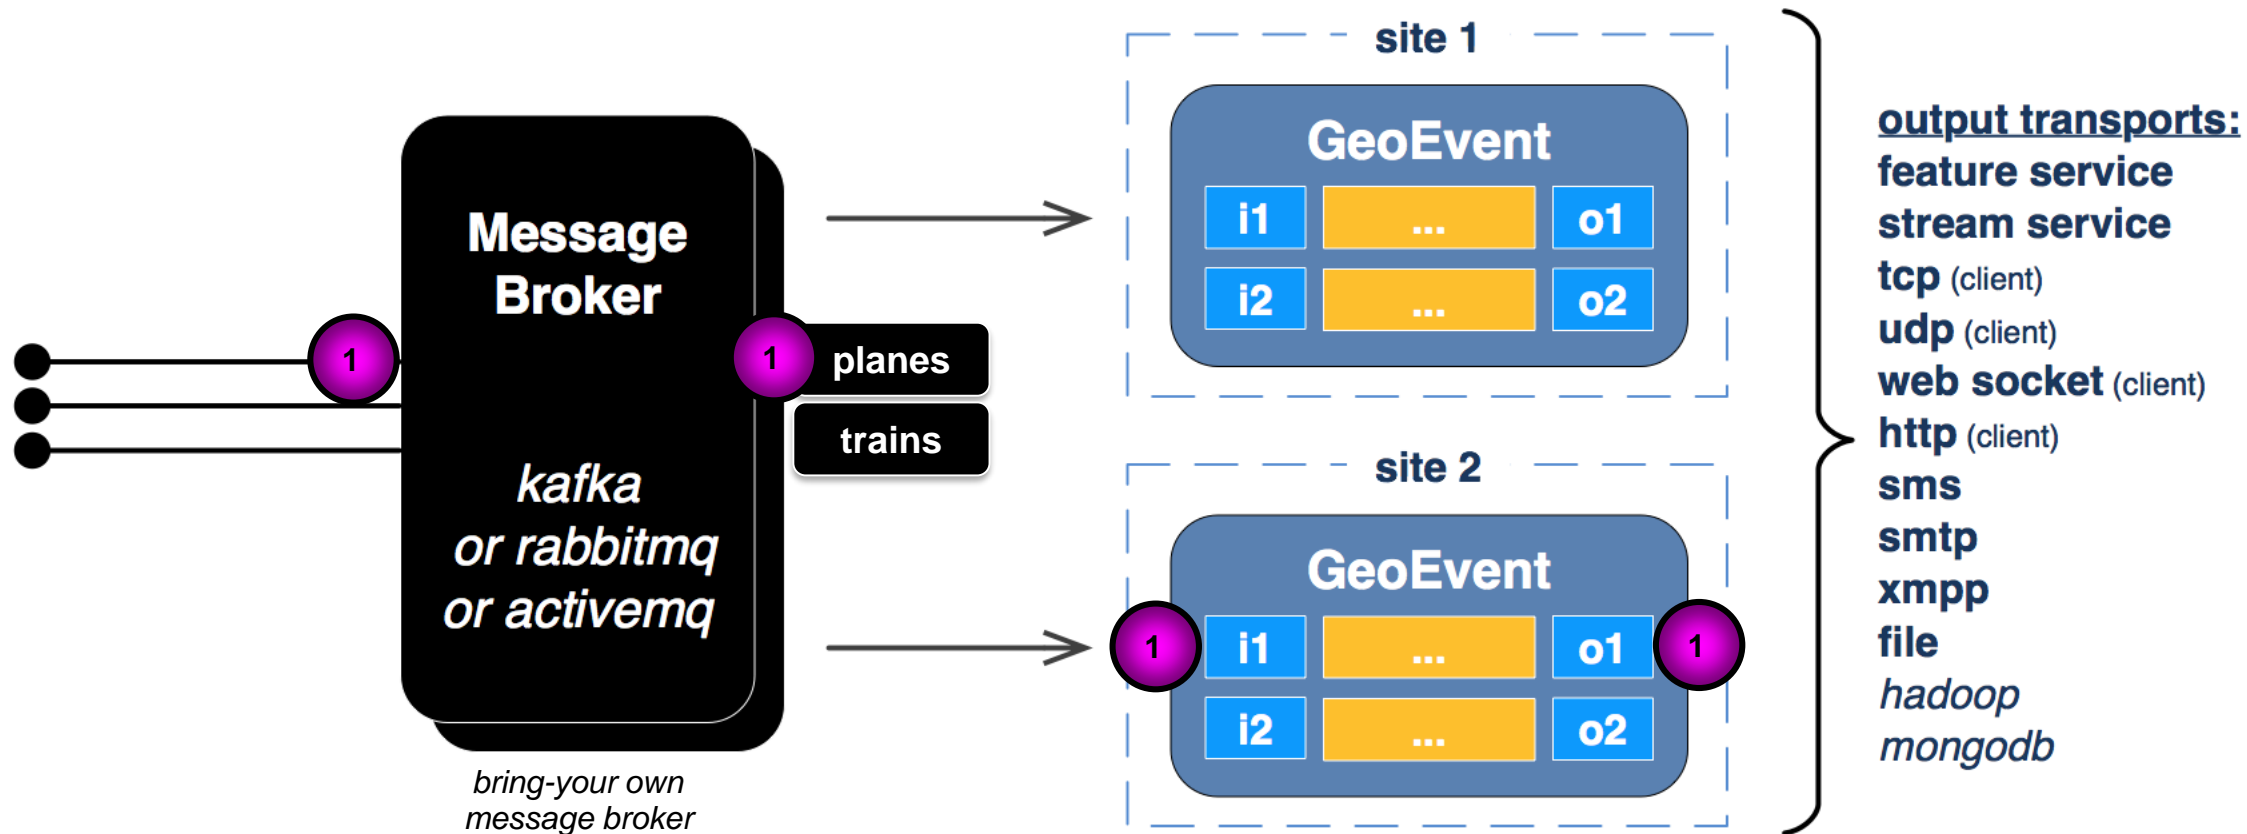 Message
Broker
kafka
or rabbitmq
or activemq
bring-your own
message broker
1
1
planes
trains
site 1
GeoEvent
i1 ... o1
i2 ... o2
site 2
GeoEvent
1 i1 ... o1 1
i2 ... o2
output transports:
feature service
stream service
tcp (client)
udp (client)
web socket (client)
http (client)
sms
smtp
xmpp
file
hadoop
mongodb